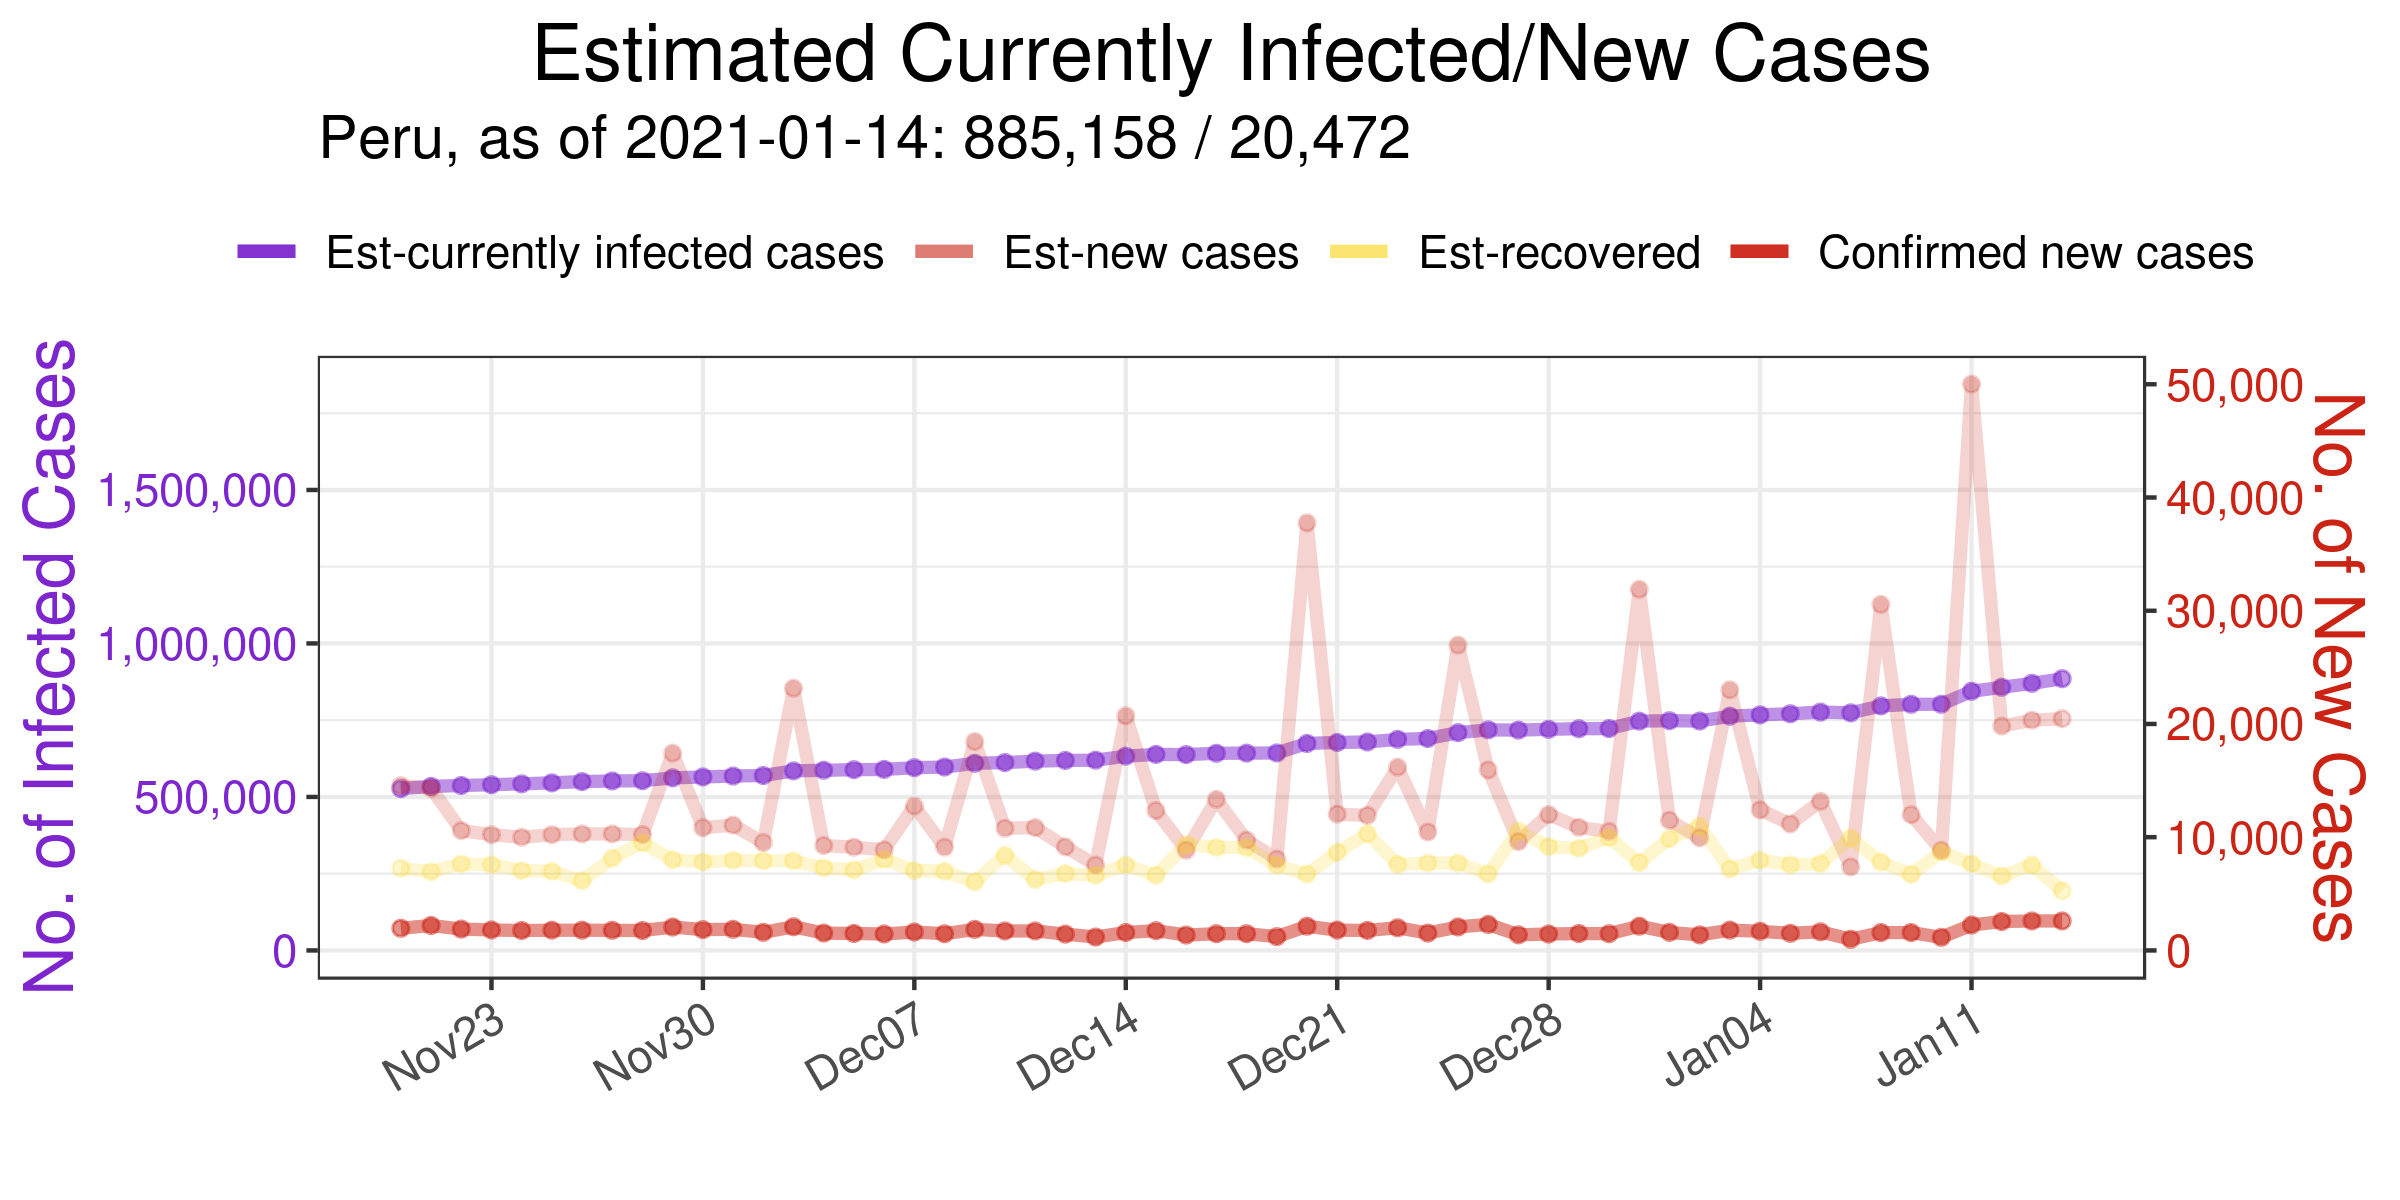 Estimated Currently Infected/New Cases
Peru, as of 2021-01-14: 885,158 / 20,472
Est-currently infected cases Est-new cases Est-recovered Confirmed new cases
No. of Infected Cases
1,500,000
1,000,000
500,000
0
50,000
40,000
30,000
20,000
10,000
0
No. of New Cases
Nov23 Nov30 Dec07 Dec14 Dec21 Dec28 Jan04 Jan11